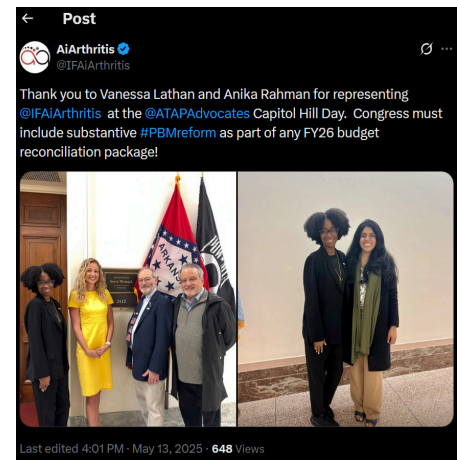 Post
AiArthritis
@IFAiArthritis
Thank you to Vanessa Lathan and Anika Rahman for representing
@IFAiArthritis at the @ATAPAdvocates Capitol Hill Day. Congress must
include substantive #PBMreform as part of any FY26 budget
reconciliation package!
ARKANSAS
Last edited 4:01 PM · May 13, 2025 · 648 Views